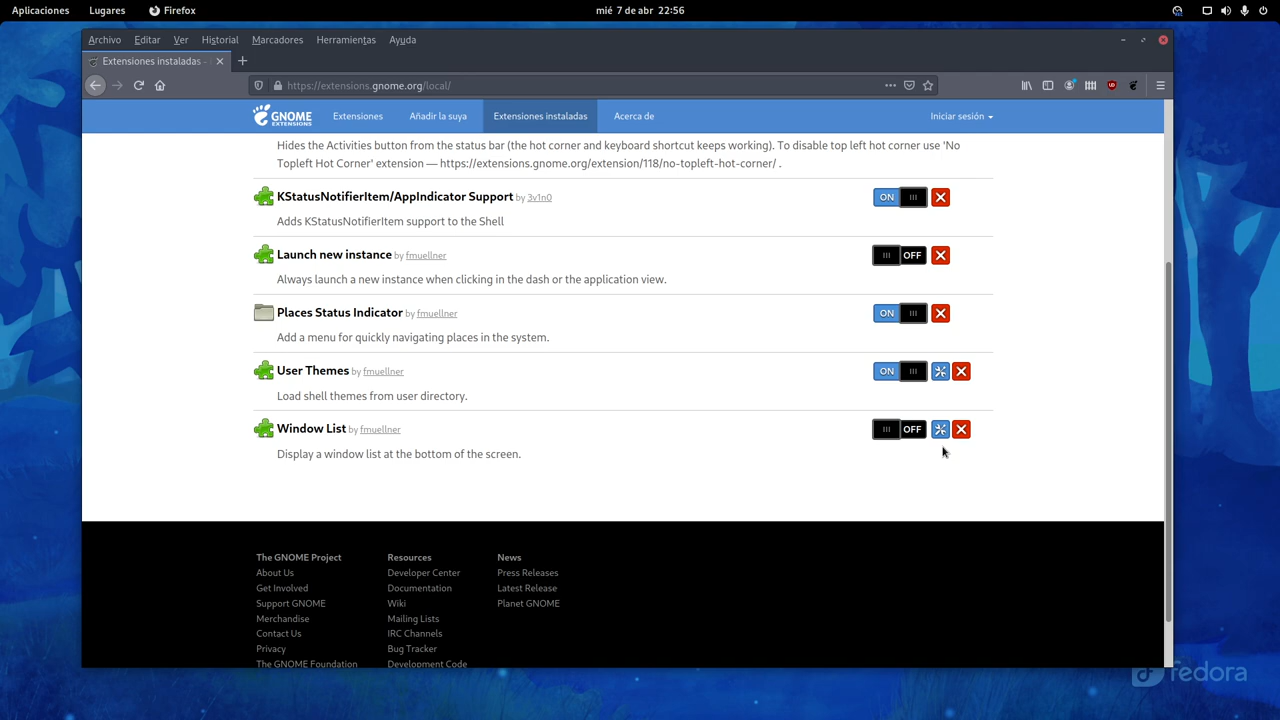 Aplicaciones Lugares Firefox mié 7 de abr 22:56
Archivo Editar Ver Historial Marcadores Herramientas Ayuda
Extensiones instaladas -
https://extensions.gnome.org/local/
GNOME EXTENSIONS Extensiones Añadir la suya Extensiones instaladas Acerca de Iniciar sesión
Hides the Activities button from the status bar (the hot corner and keyboard shortcut keeps working). To disable top left hot corner use 'No
Topleft Hot Corner' extension — https://extensions.gnome.org/extension/118/no-topleft-hot-corner/ .
KStatusNotifierItem/AppIndicator Support by 3v1n0 ON
Adds KStatusNotifierItem support to the Shell
Launch new instance by fmuellner OFF
Always launch a new instance when clicking in the dash or the application view.
Places Status Indicator by fmuellner ON
Add a menu for quickly navigating places in the system.
User Themes by fmuellner ON
Load shell themes from user directory.
Window List by fmuellner OFF
Display a window list at the bottom of the screen.
The GNOME Project
About Us
Get Involved
Support GNOME
Merchandise
Contact Us
Privacy
The GNOME Foundation
Resources
Developer Center
Documentation
Wiki
Mailing Lists
IRC Channels
Bug Tracker
Development Code
News
Press Releases
Latest Release
Planet GNOME
fedora